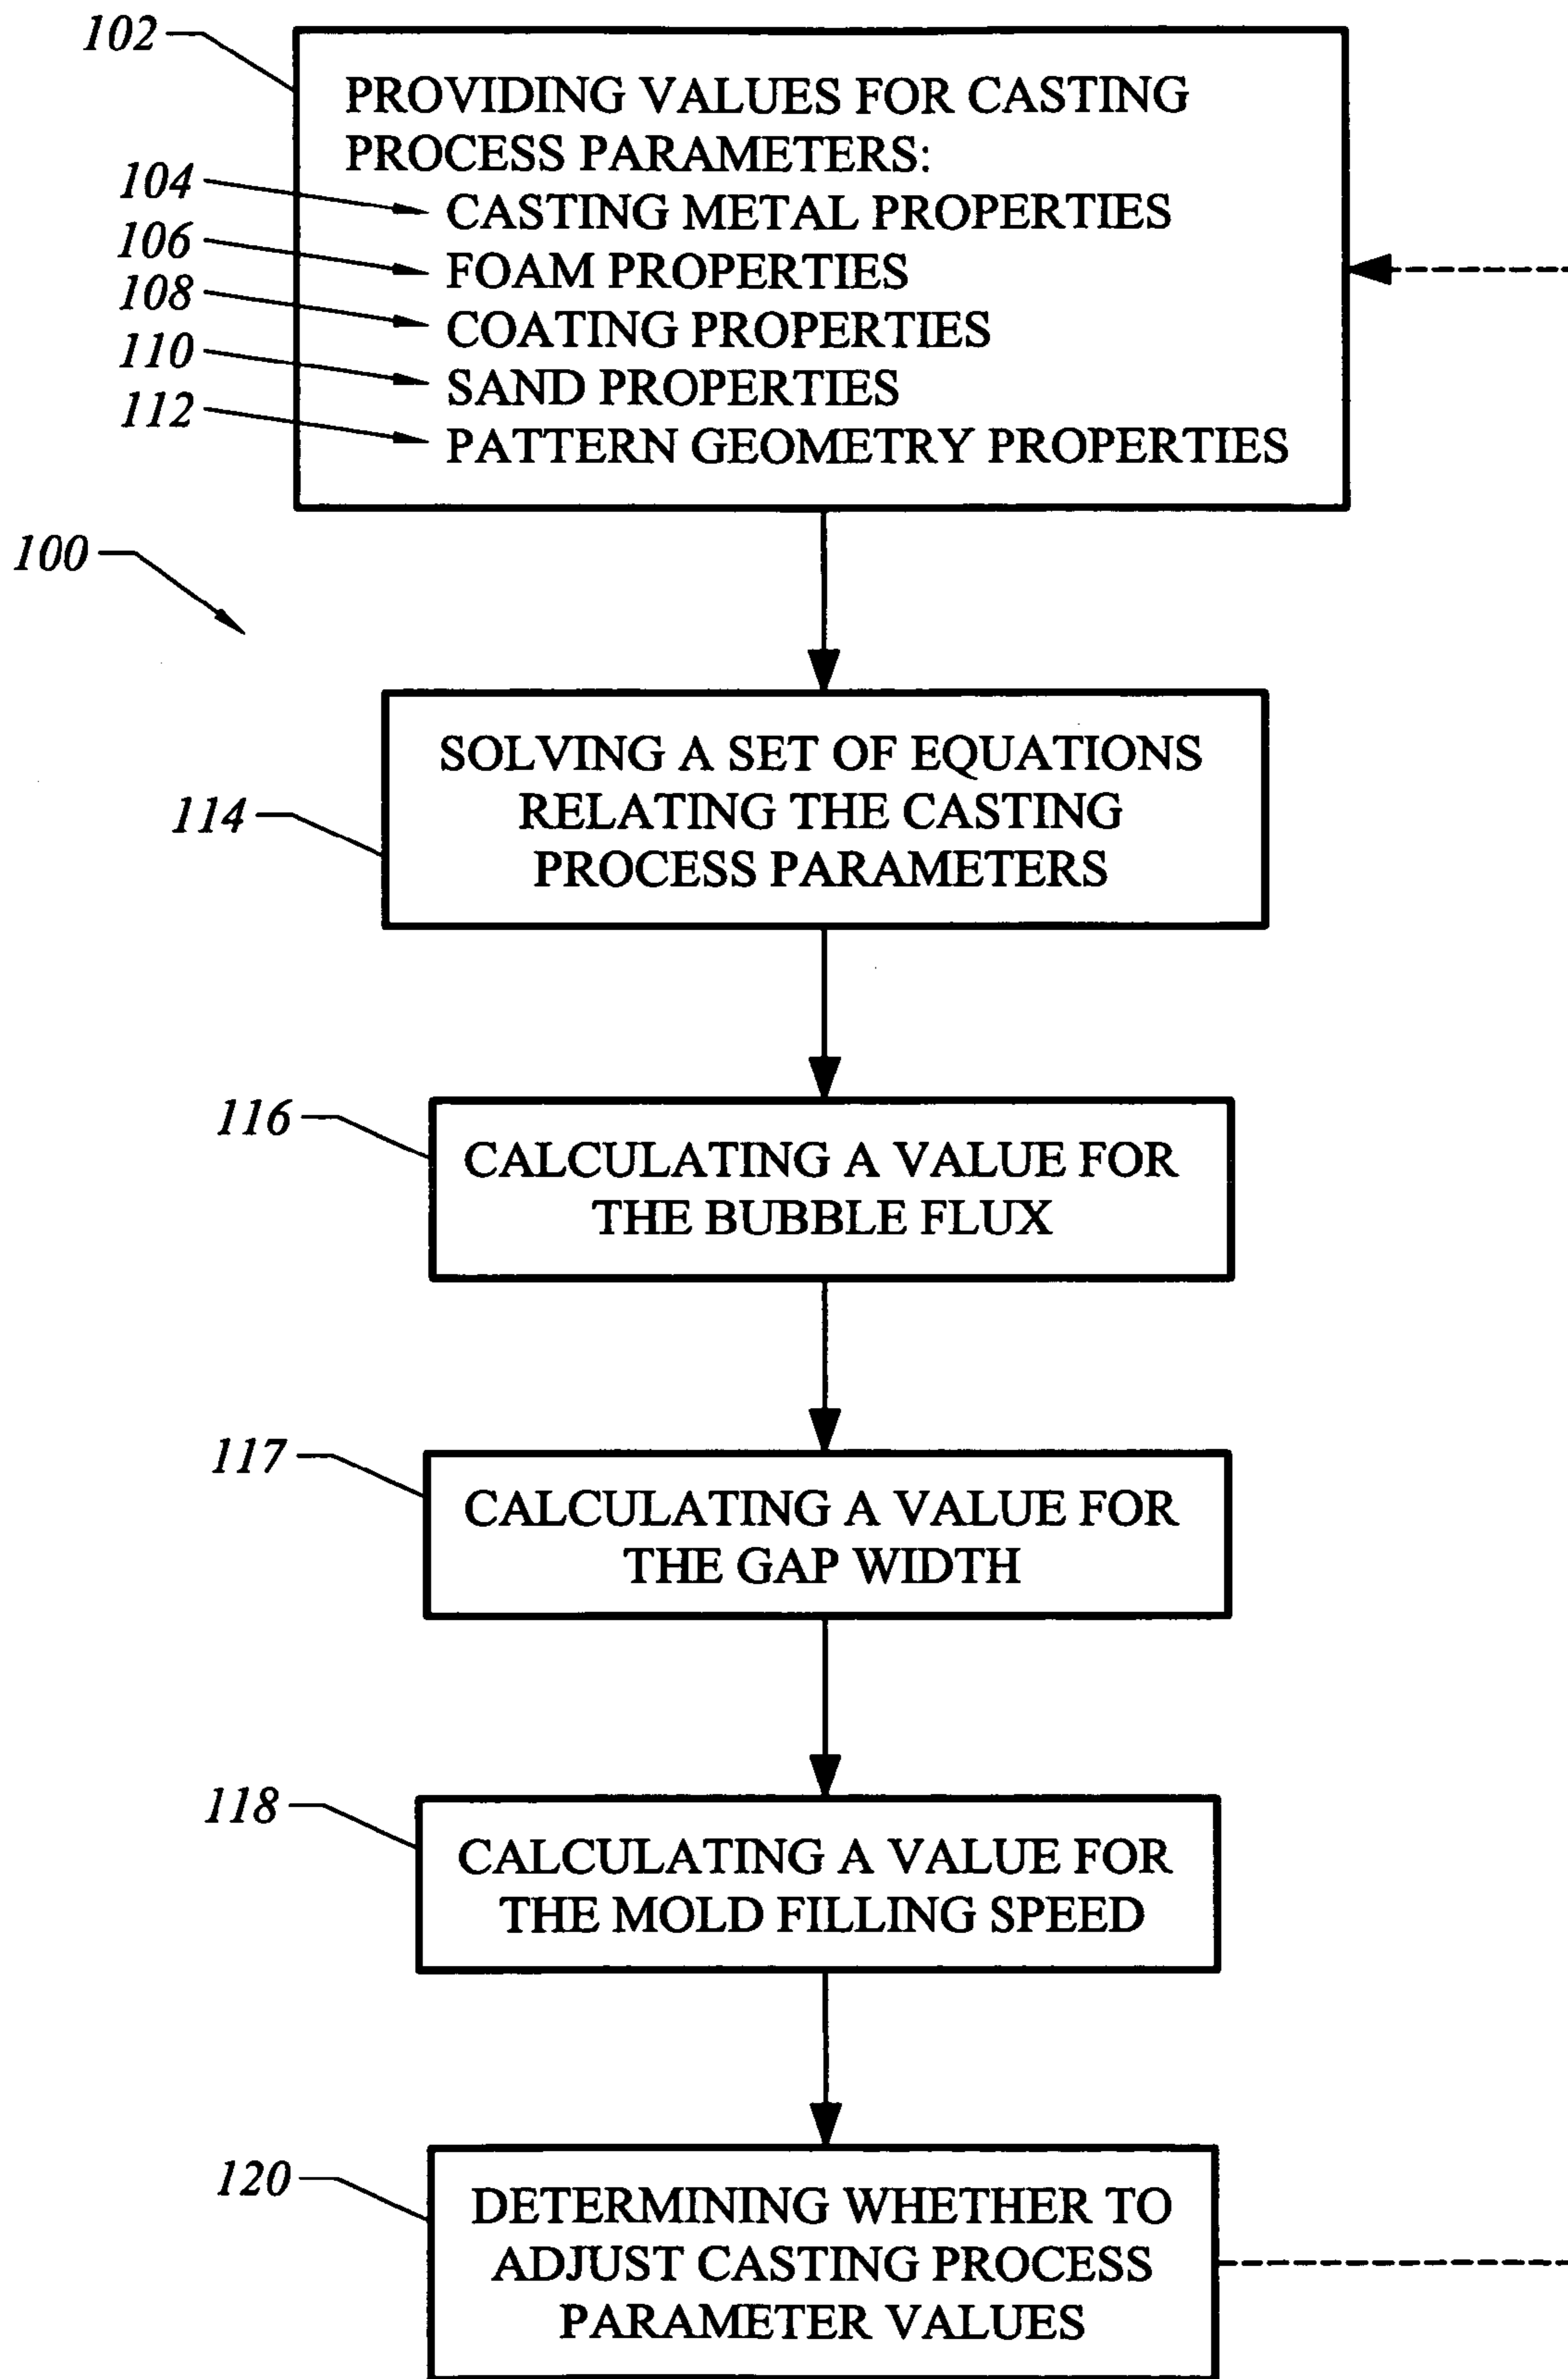 102
PROVIDING VALUES FOR CASTING
PROCESS PARAMETERS:
104
CASTING METAL PROPERTIES
106
FOAM PROPERTIES
108
COATING PROPERTIES
110
SAND PROPERTIES
112
PATTERN GEOMETRY PROPERTIES
100
SOLVING A SET OF EQUATIONS
RELATING THE CASTING
PROCESS PARAMETERS
114
116
CALCULATING A VALUE FOR
THE BUBBLE FLUX
117
CALCULATING A VALUE FOR
THE GAP WIDTH
118
CALCULATING A VALUE FOR
THE MOLD FILLING SPEED
120
DETERMINING WHETHER TO
ADJUST CASTING PROCESS
PARAMETER VALUES